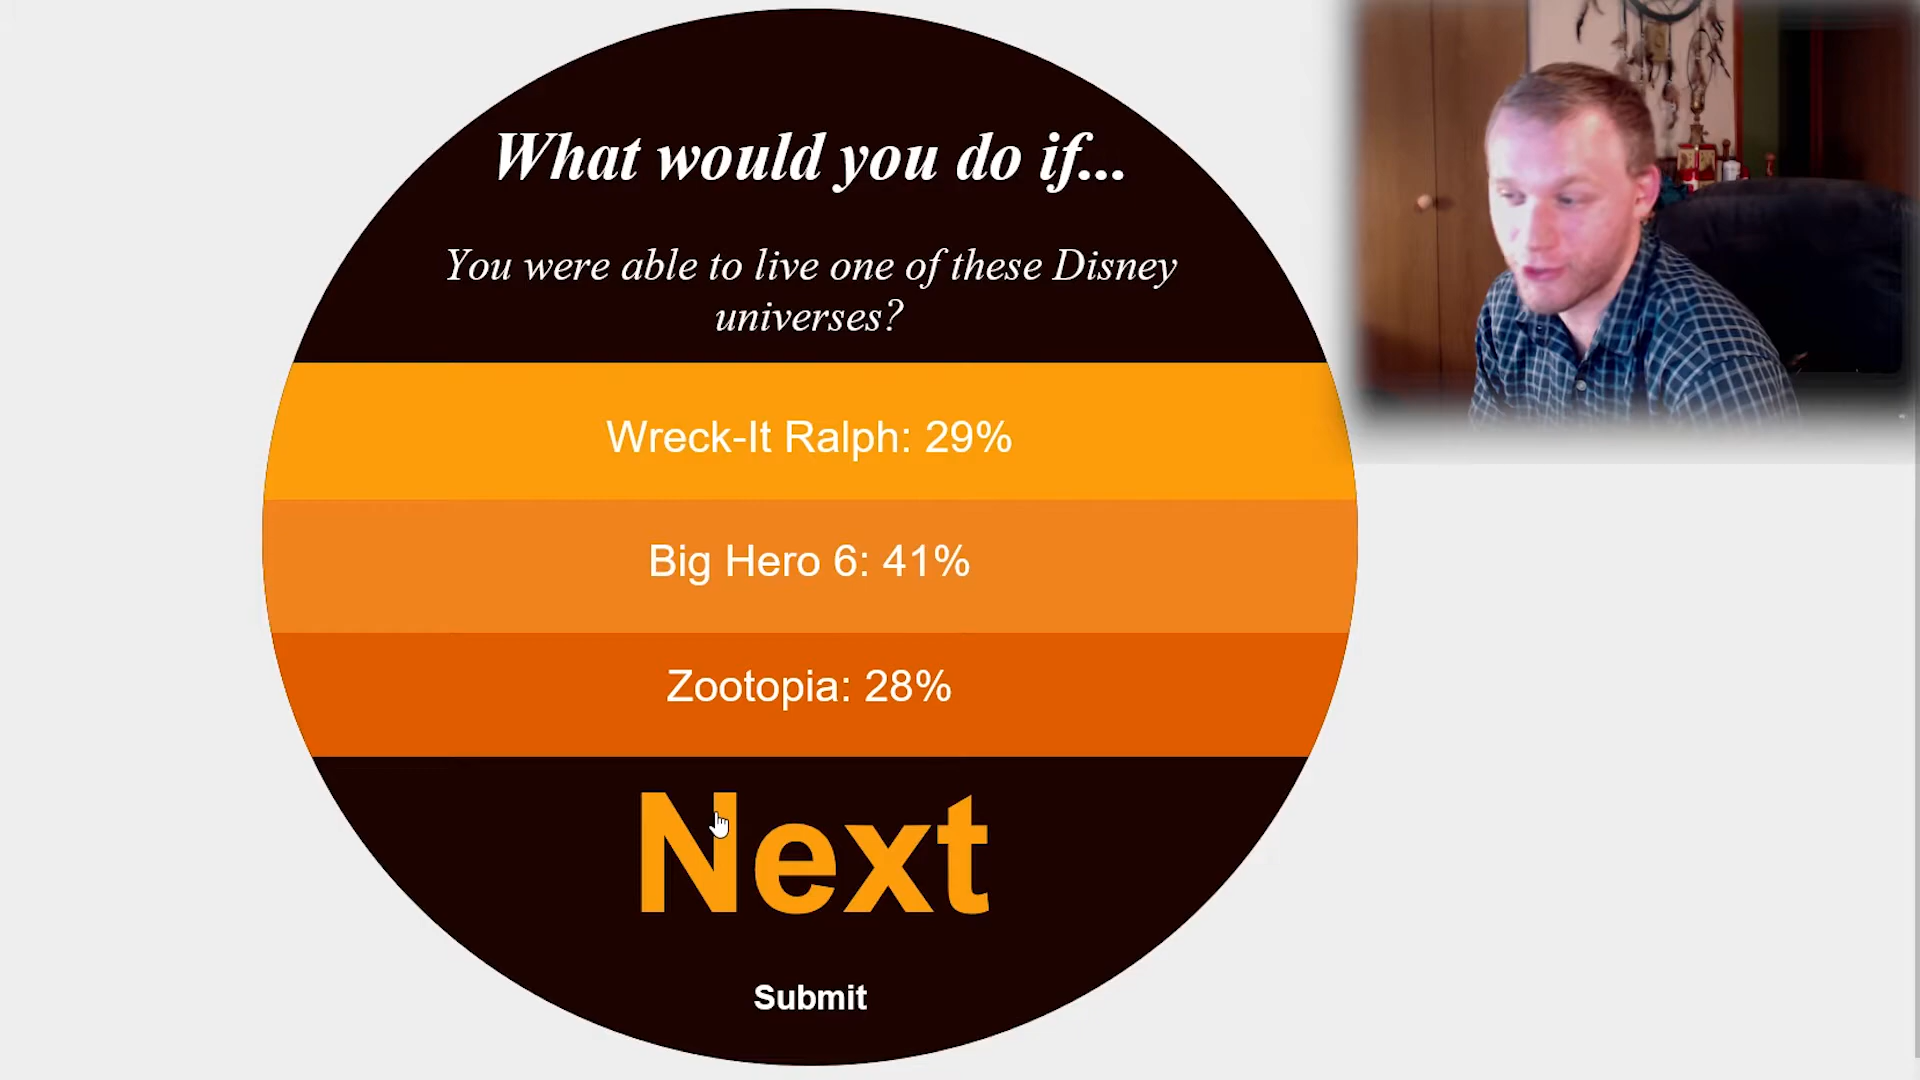 What would you do if...
You were able to live one of these Disney
universes?
Wreck-It Ralph: 29%
Big Hero 6: 41%
Zootopia: 28%
Next
Submit